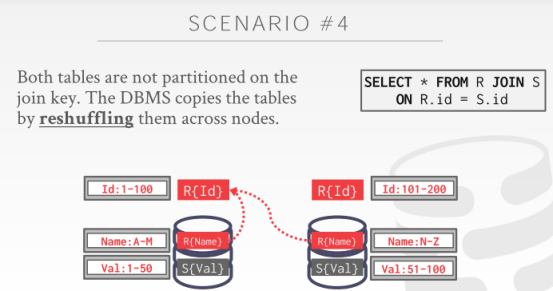 SCENARIO #4
Both tables are not partitioned on the
join key. The DBMS copies the tables
by reshuffling them across nodes.
SELECT * FROM R JOIN S
ON R.id = S.id
Id:1-100
R{Id}
R{Id}
Id:101-200
Name:A-M
R{Name}
R{Name}
Name:N-Z
Val:1-50
S{Val}
S{Val}
Val:51-100